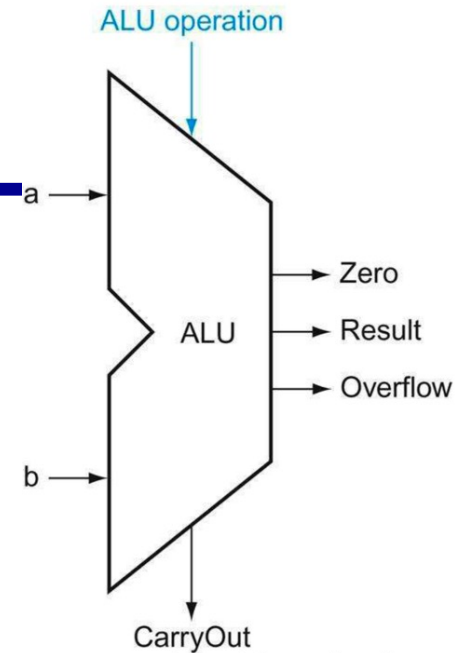 ALU operation
a
Zero
ALU
Result
Overflow
b
CarryOut